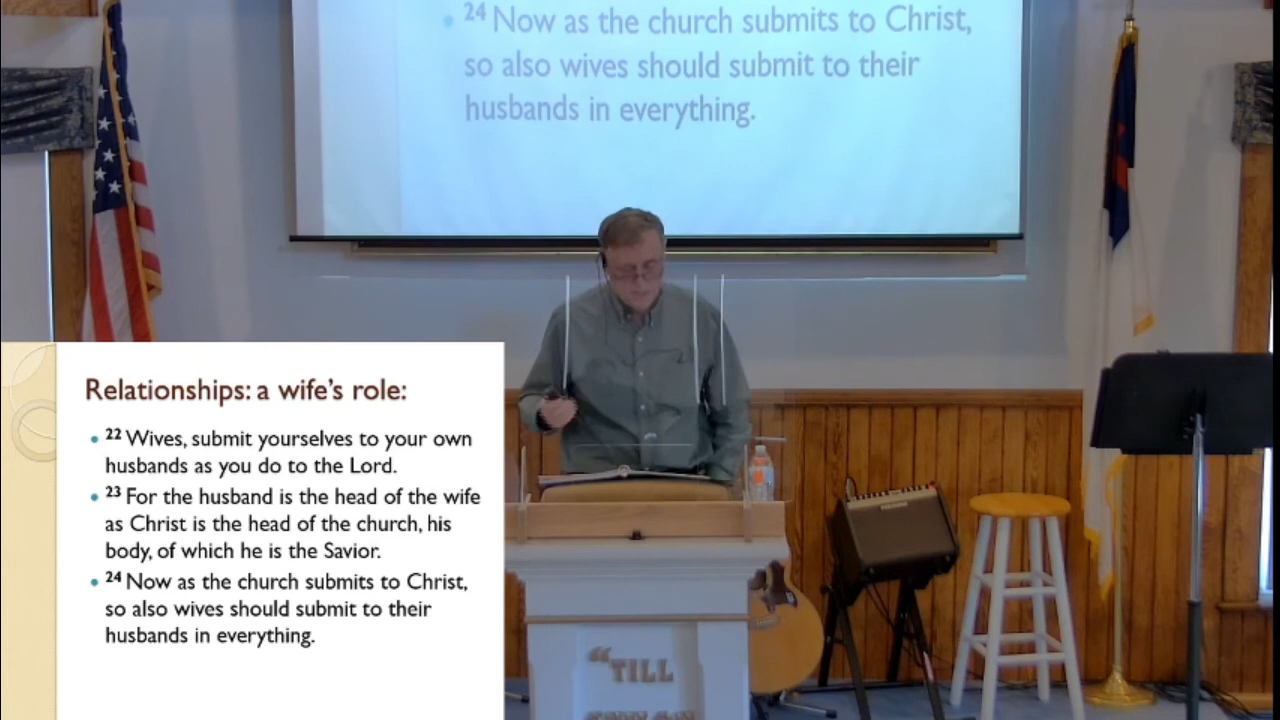 24 Now as the church submits to Christ,
so also wives should submit to their
husbands in everything.
Relationships: a wife's role:
• 22 Wives, submit yourselves to your own
husbands as you do to the Lord.
• 23 For the husband is the head of the wife
as Christ is the head of the church, his
body, of which he is the Savior.
• 24 Now as the church submits to Christ,
so also wives should submit to their
husbands in everything.
“TILL